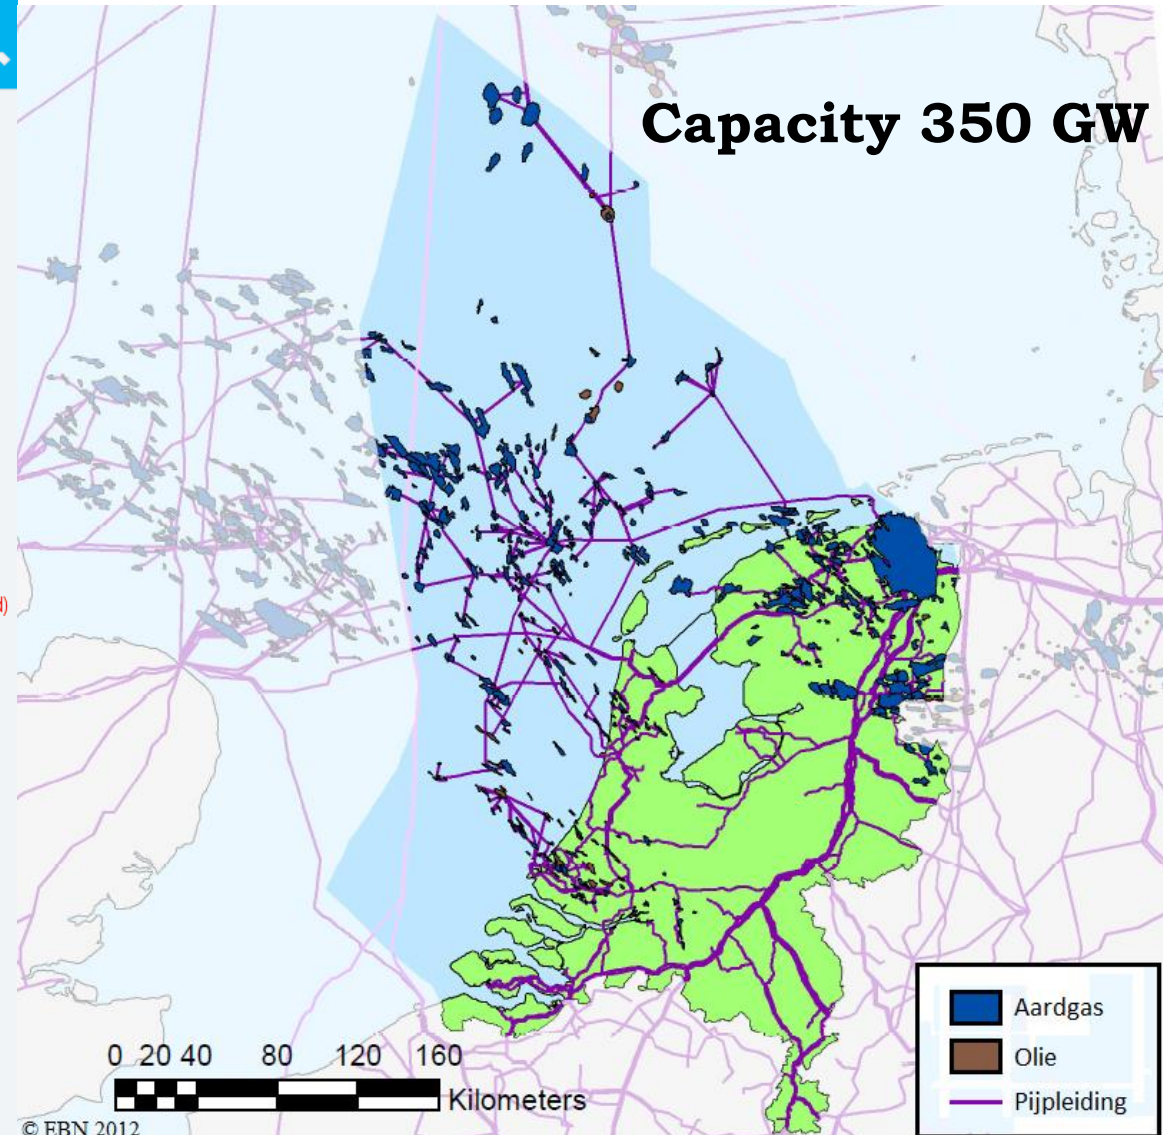 Capacity 350 GW
d)
Aardgas
Olie
Pijpleiding
0 20 40 80 120 160
Kilometers
© EBN 2012